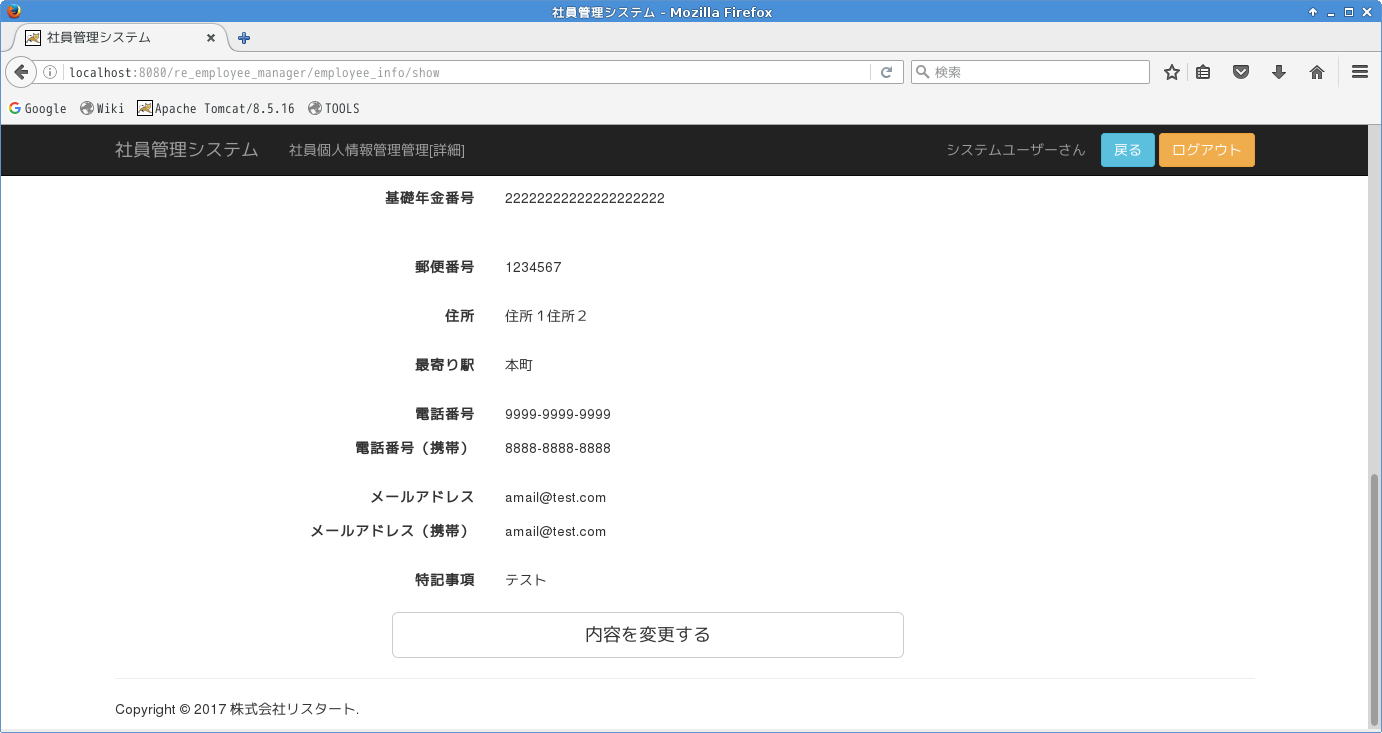 社員管理システム - Mozilla Firefox
社員管理システム
localhost:8080/re_employee_manager/employee_info/show
検索
Google Wiki Apache Tomcat/8.5.16 TOOLS
社員管理システム 社員個人情報管理管理[詳細] システムユーザーさん 戻る ログアウト
基礎年金番号 22222222222222222222
郵便番号 1234567
住所 住所１住所２
最寄り駅 本町
電話番号 9999-9999-9999
電話番号（携帯） 8888-8888-8888
メールアドレス amail@test.com
メールアドレス（携帯） amail@test.com
特記事項 テスト
内容を変更する
Copyright © 2017 株式会社リスタート.